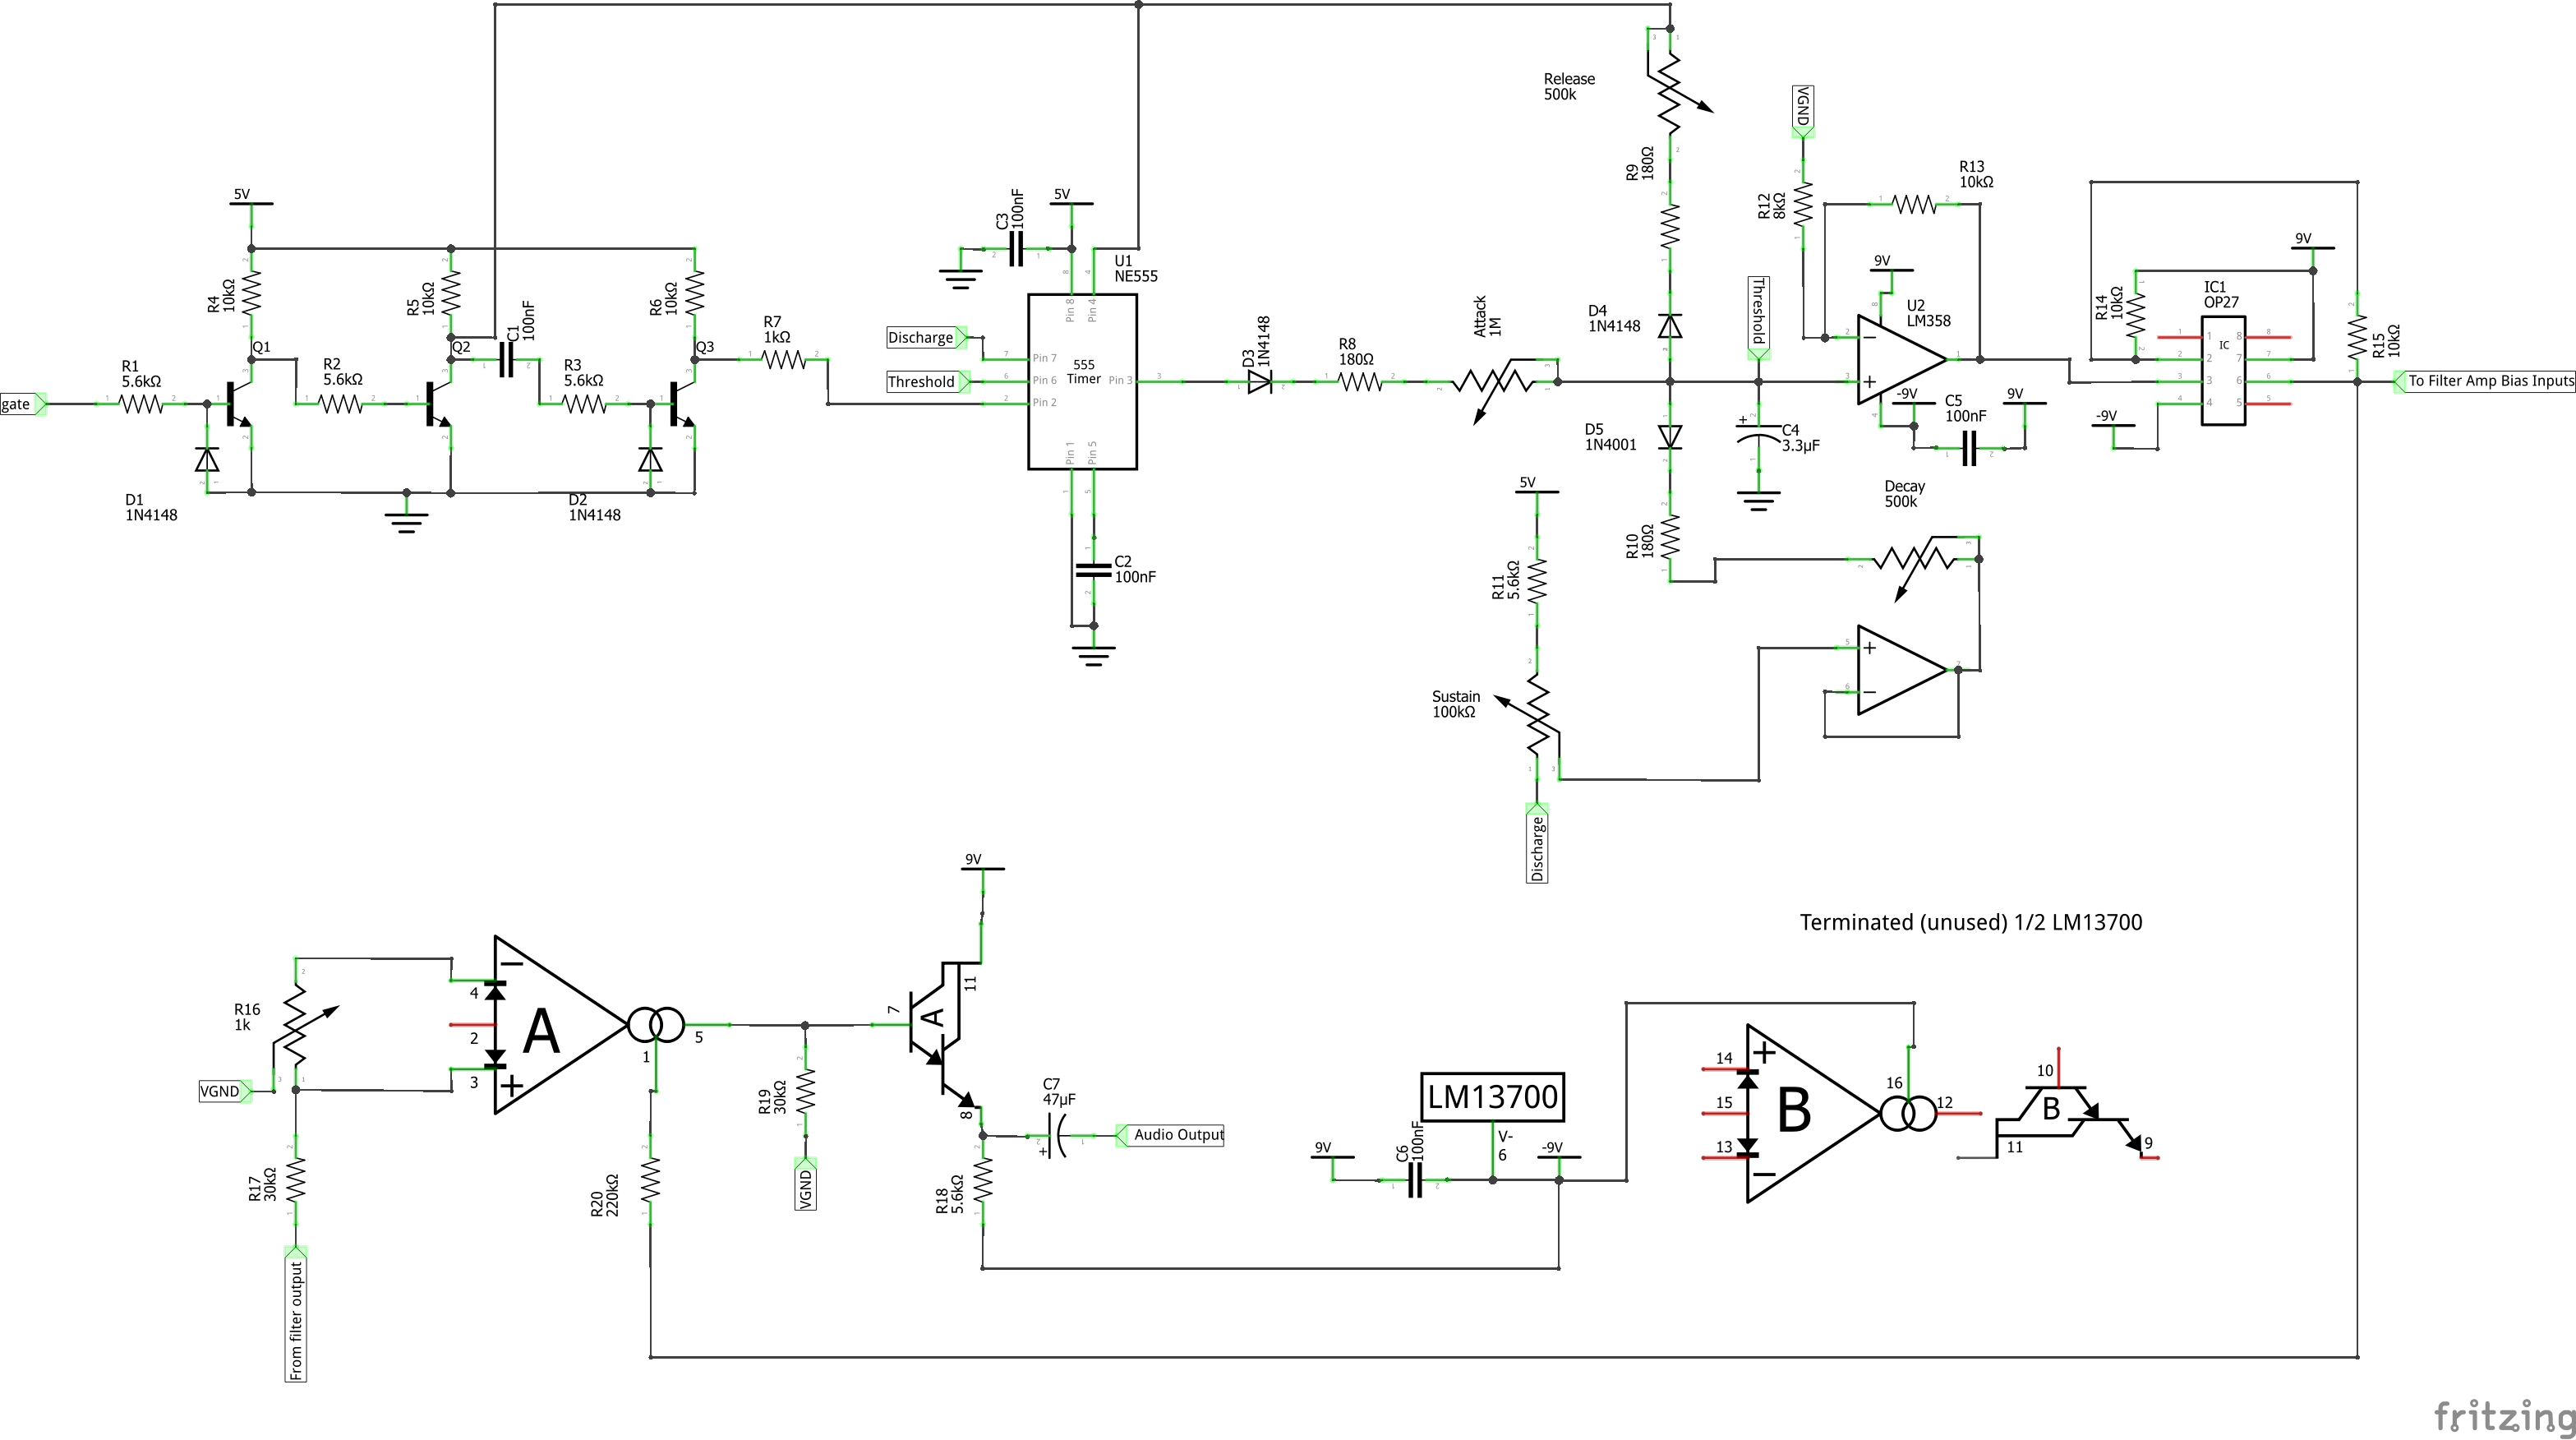 Release
500k
VGND
R9
180Ω
R12
8kΩ
R13
10kΩ
5V
R4
10kΩ
R5
10kΩ
C1
100nF
R6
10kΩ
C3
100nF
5V
U1
NE555
Pin 8
Pin 4
Discharge
Pin 7
Threshold
Pin 6
Pin 2
555
Timer
Pin 3
Pin 1
Pin 5
gate
R1
5.6kΩ
Q1
R2
5.6kΩ
Q2
R3
5.6kΩ
Q3
R7
1kΩ
D1
1N4148
D2
1N4148
C2
100nF
D3
1N4148
R8
180Ω
Attack
1M
D4
1N4148
D5
1N4001
Threshold
C4
3.3µF
+
9V
U2
LM358
-9V
C5
100nF
9V
9V
IC1
OP27
IC
R14
10kΩ
-9V
R15
10kΩ
To Filter Amp Bias Inputs
R10
180Ω
Decay
500k
5V
R11
5.6kΩ
Sustain
100kΩ
Discharge
Terminated (unused) 1/2 LM13700
R16
1k
VGND
R17
30kΩ
From filter output
4
2
3
A
1
5
R20
220kΩ
R19
30kΩ
VGND
9V
7
A
11
8
R18
5.6kΩ
C7
47µF
+
Audio Output
LM13700
V-
6
9V
C6
100nF
-9V
14
15
13
B
16
12
10
B
11
9
fritzing